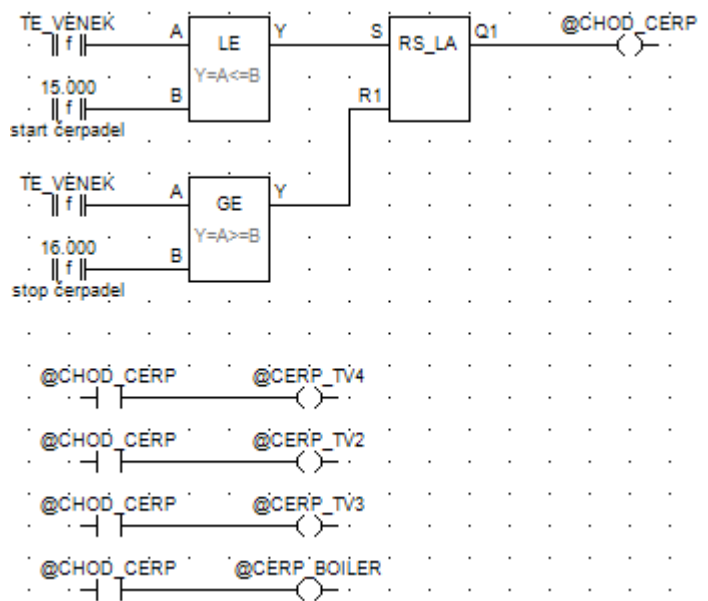 TE_VENEK A LE Y S RS_LA Q1 @CHOD_CERP
f Y=A<=B
15.000 B R1
f
start čerpadel
TE_VENEK A GE Y
f Y=A>=B
16.000 B
f
stop čerpadel
@CHOD_CERP @CERP_TV4
@CHOD_CERP @CERP_TV2
@CHOD_CERP @CERP_TV3
@CHOD_CERP @CERP_BOILER